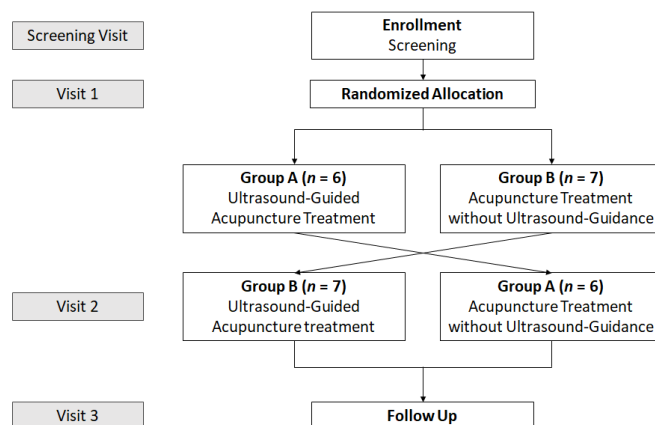 Screening Visit
Enrollment
Screening
Visit 1
Randomized Allocation
Group A (n = 6)
Ultrasound-Guided
Acupuncture Treatment
Group B (n = 7)
Acupuncture Treatment
without Ultrasound-Guidance
Visit 2
Group B (n = 7)
Ultrasound-Guided
Acupuncture treatment
Group A (n = 6)
Acupuncture Treatment
without Ultrasound-Guidance
Visit 3
Follow Up